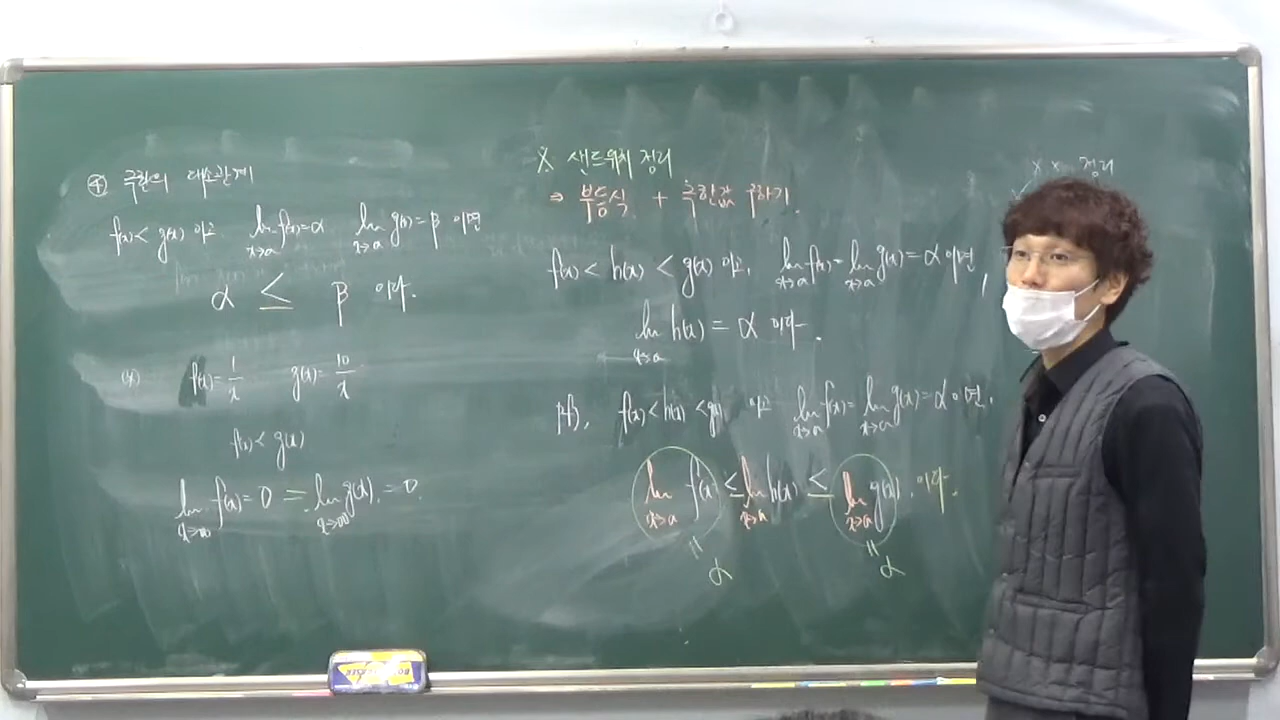 ④ 극한의 대소관계
f(x) < g(x) 이고 lim x→a f(x) = α lim x→a g(x) = β 이면
α ≤ β 이다.
f(x) = 1/x g(x) = 10/x
f(x) < g(x)
lim x→∞ f(x) = 0 = lim x→∞ g(x) = 0.
※ 샌드위치 정리
⇒ 부등식 + 극한값 구하기.
f(x) < h(x) < g(x) 이고, lim x→a f(x) = lim x→a g(x) = α 이면,
lim x→a h(x) = α 이다.
pf). f(x) < h(x) < g(x) 이고 lim x→a f(x) = lim x→a g(x) = α 이면.
lim x→a f(x) ≤ lim x→a h(x) ≤ lim x→a g(x). 이다.
= α = α
정리